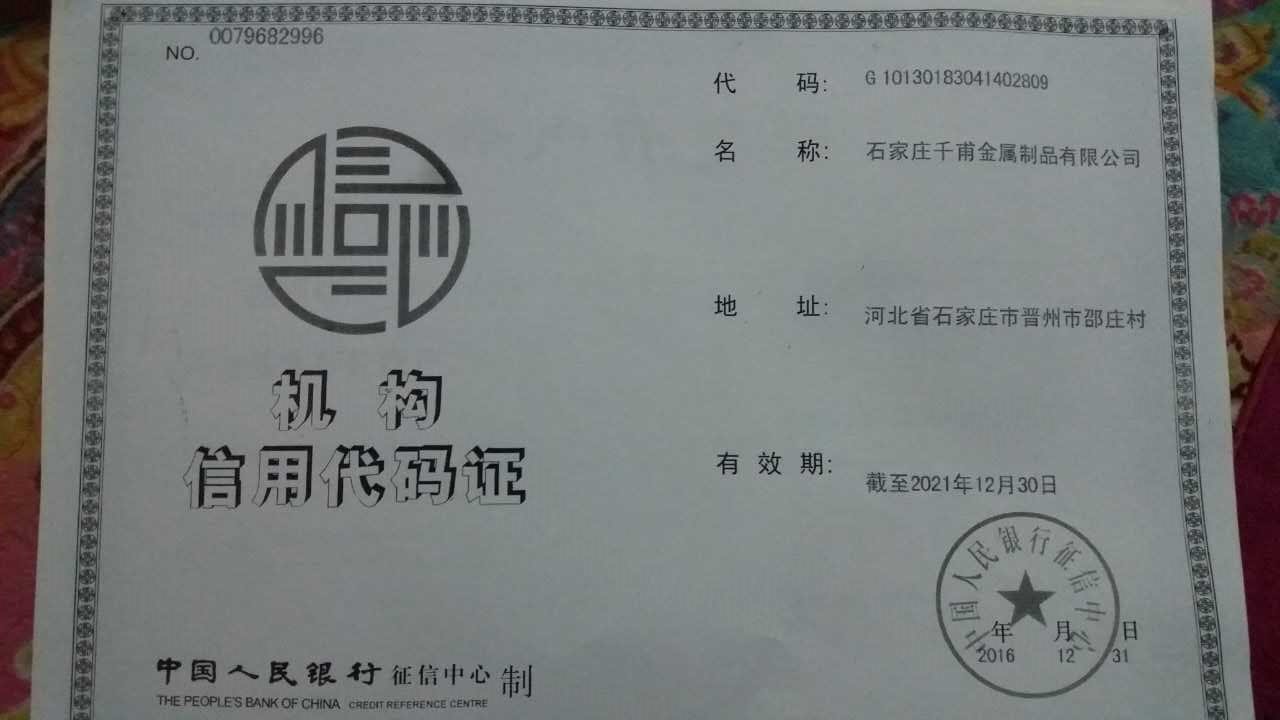 NO. 0079682996
代 码: G 10130183041402809
名 称: 石家庄千甫金属制品有限公司
地 址: 河北省石家庄市晋州市邵庄村
机 构
信用代码证
有 效 期: 截至2021年12月30日
中国人民银行征信中心
年 月 日
2016 12 31
中国人民银行 征信中心 制
THE PEOPLE'S BANK OF CHINA CREDIT REFERENCE CENTRE